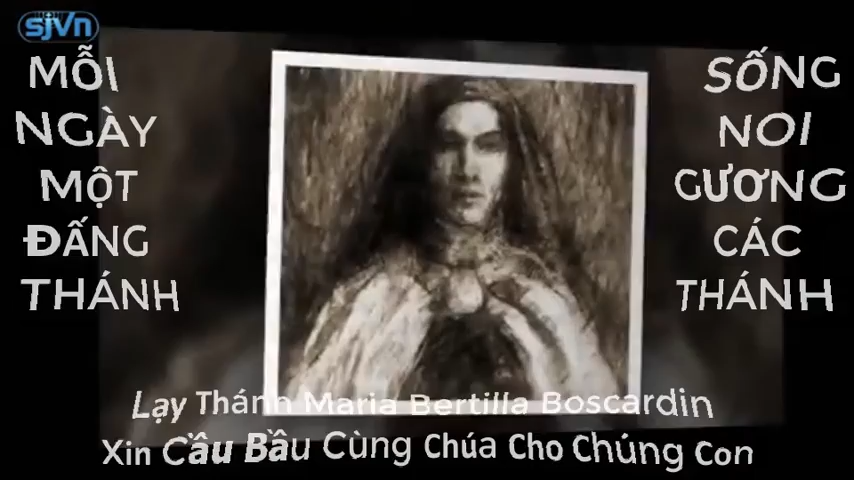 sjvn
MỖI
NGÀY
MỘT
ĐẤNG
THÁNH
SỐNG
NOI
GƯƠNG
CÁC
THÁNH
Lạy Thánh Maria Bertilla Boscardin
Xin Cầu Bầu Cùng Chúa Cho Chúng Con